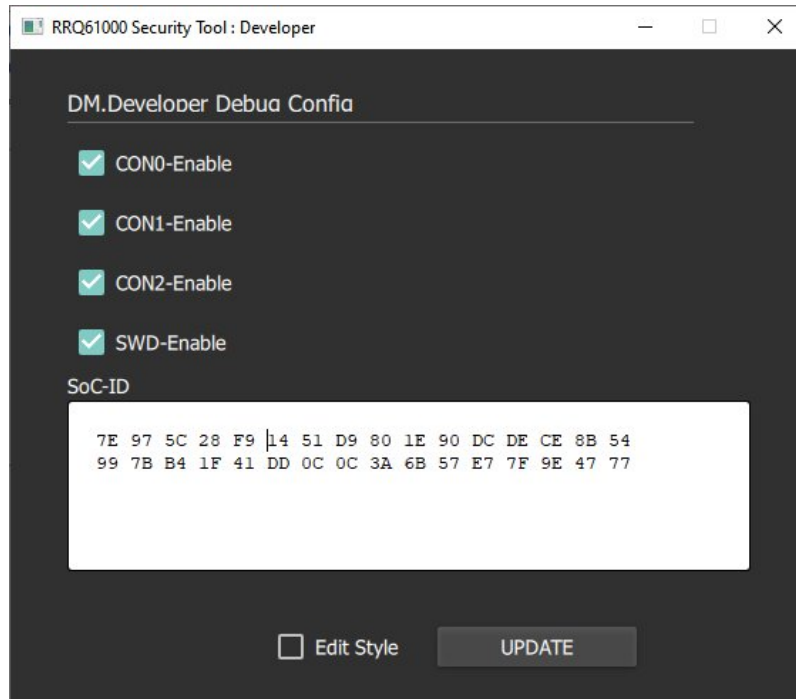 RRQ61000 Security Tool : Developer
DM.Developer Debug Config
CON0-Enable
CON1-Enable
CON2-Enable
SWD-Enable
SoC-ID
7E 97 5C 28 F9 14 51 D9 80 1E 90 DC DE CE 8B 54
99 7B B4 1F 41 DD 0C 0C 3A 6B 57 E7 7F 9E 47 77
Edit Style
UPDATE